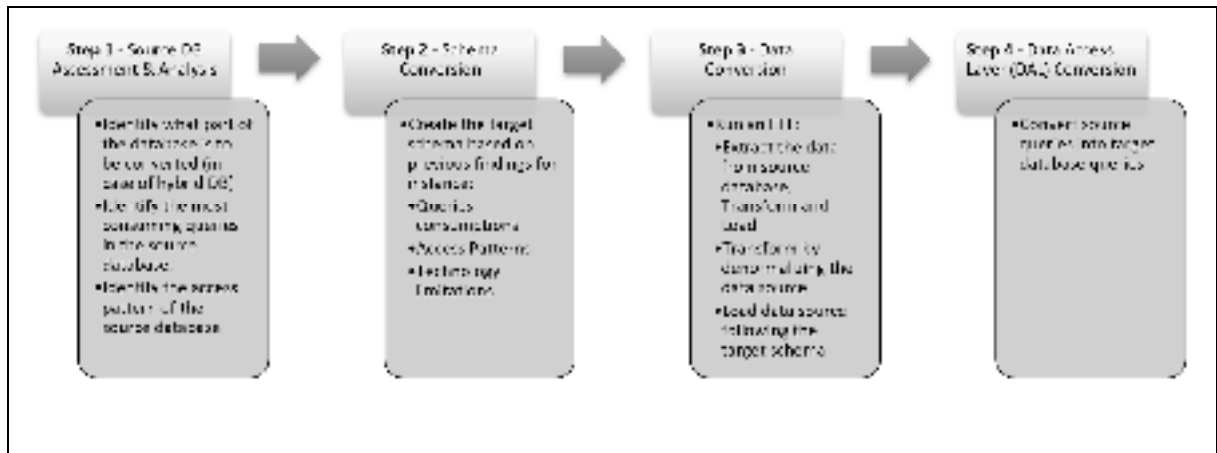 Step 1 - Source DB
Assessment & Analysis
•Identify what part of
the database is to
be converted (in
case of hybrid DB)
•Identify the most
consuming queries
in the source
database.
•Identify the access
pattern of the
source database
Step 2 - Schema
Conversion
•Create the target
schema based on
previous findings for
instance:
•Queries
consumptions
•Access Patterns
•Technology
limitations
Step 3 - Data
Conversion
•Run an ETL:
•Extract the data
from source
database,
Transform and
Load
•Transform by
denormalizing the
data source
•Load data source
following the
target schema
Step 4 - Data Access
Layer (DAL) Conversion
•Convert source
queries into target
database queries